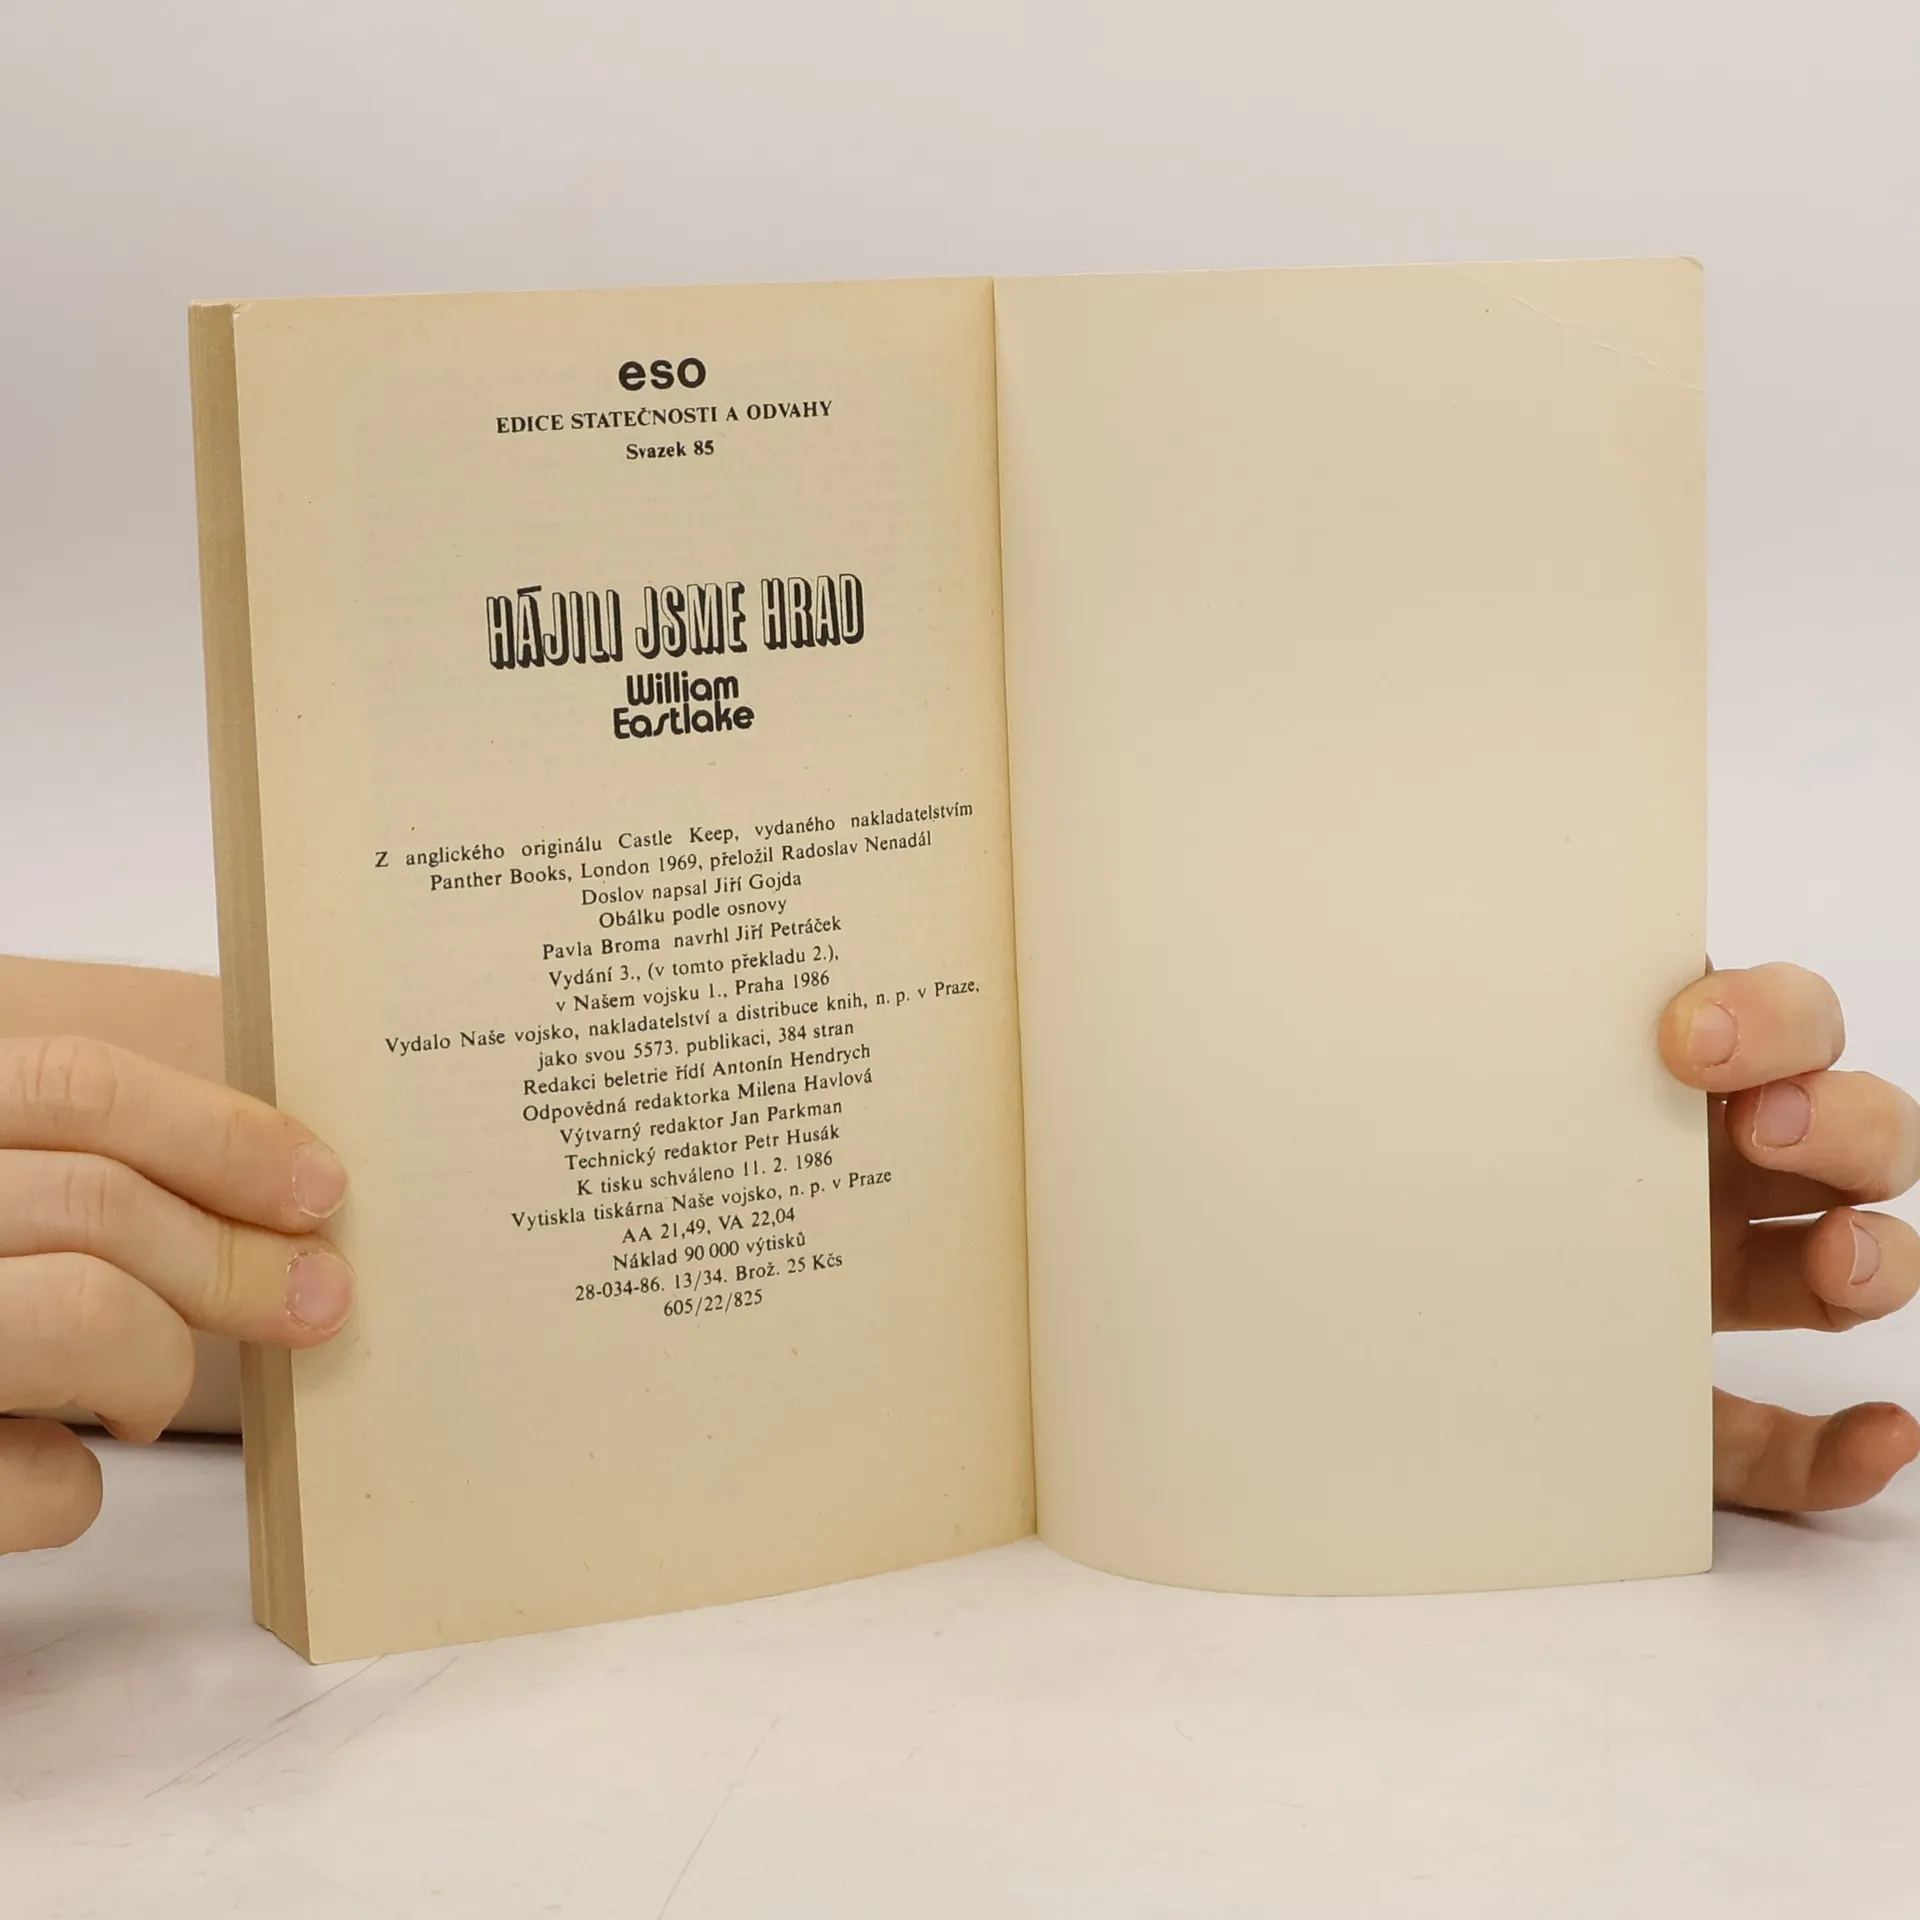 eso
EDICE STATEČNOSTI A ODVAHY
Svazek 85
HÁJILI JSME HRAD
William
Eastlake
Z anglického originálu Castle Keep, vydaného nakladatelstvím
Panther Books, London 1969, přeložil Radoslav Nenadál
Doslov napsal Jiří Gojda
Obálku podle osnovy
Pavla Broma navrhl Jiří Petráček
Vydání 3., (v tomto překladu 2.),
v Našem vojsku 1., Praha 1986
Vydalo Naše vojsko, nakladatelství a distribuce knih, n. p. v Praze,
jako svou 5573. publikaci, 384 stran
Redakci beletrie řídí Antonín Hendrych
Odpovědná redaktorka Milena Havlová
Výtvarný redaktor Jan Parkman
Technický redaktor Petr Husák
K tisku schváleno 11. 2. 1986
Vytiskla tiskárna Naše vojsko, n. p. v Praze
AA 21,49, VA 22,04
Náklad 90 000 výtisků
28-034-86. 13/34. Brož. 25 Kčs
605/22/825